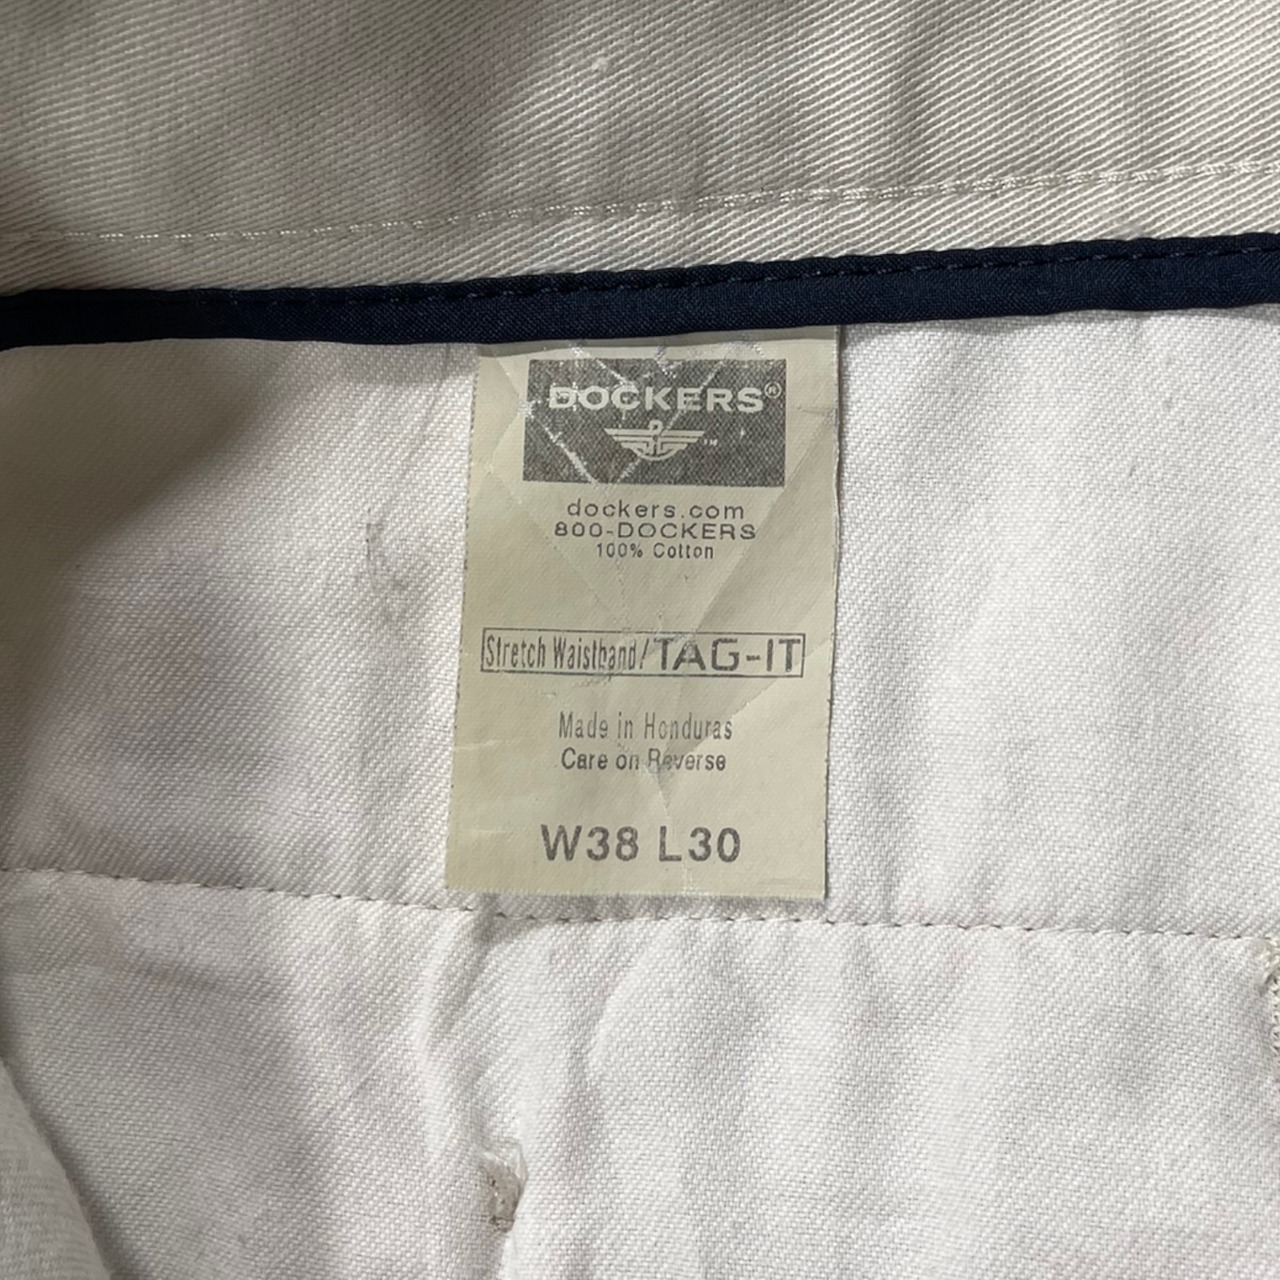 DOCKERS®
™
dockers.com
800-DOCKERS
100% Cotton
Stretch Waistband/TAG-IT
Made in Honduras
Care on Reverse
W38 L30